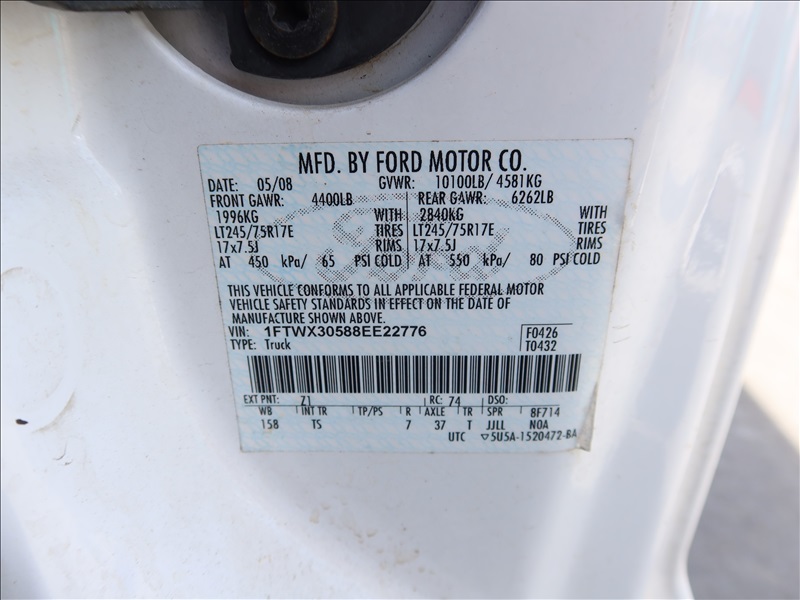 MFD. BY FORD MOTOR CO.
DATE: 05/08 GVWR: 10100LB/ 4581KG
FRONT GAWR: 4400LB REAR GAWR: 6262LB
1996KG WITH 2840KG WITH
LT245/75R17E TIRES LT245/75R17E TIRES
17x7.5J RIMS 17x7.5J RIMS
AT 450 kPa/ 65 PSI COLD AT 550 kPa/ 80 PSI COLD
THIS VEHICLE CONFORMS TO ALL APPLICABLE FEDERAL MOTOR
VEHICLE SAFETY STANDARDS IN EFFECT ON THE DATE OF
MANUFACTURE SHOWN ABOVE.
VIN: 1FTWX30588EE22776 F0426
TYPE: Truck T0432
EXT PNT: Z1 RC: 74 DSO:
WB INT TR TP/PS R AXLE TR SPR 8F714
158 TS 7 37 T JJLL NOA
UTC ▽5U5A-1520472-BA